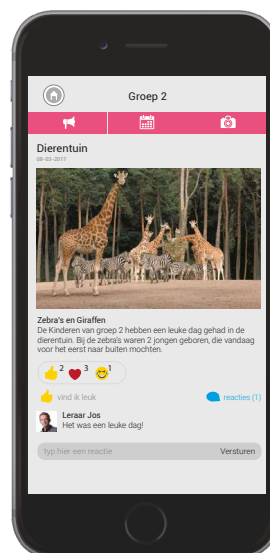 Groep 2
Dierentuin
09-03-2017
Zebra's en Giraffen
De Kinderen van groep 2 hebben een leuke dag gehad in de
dierentuin. Bij de zebra's waren 2 jongen geboren, die vandaag
voor het eerst naar buiten mochten.
2 3 1
vind ik leuk reacties (1)
Leraar Jos
Het was een leuke dag!
typ hier een reactie Versturen